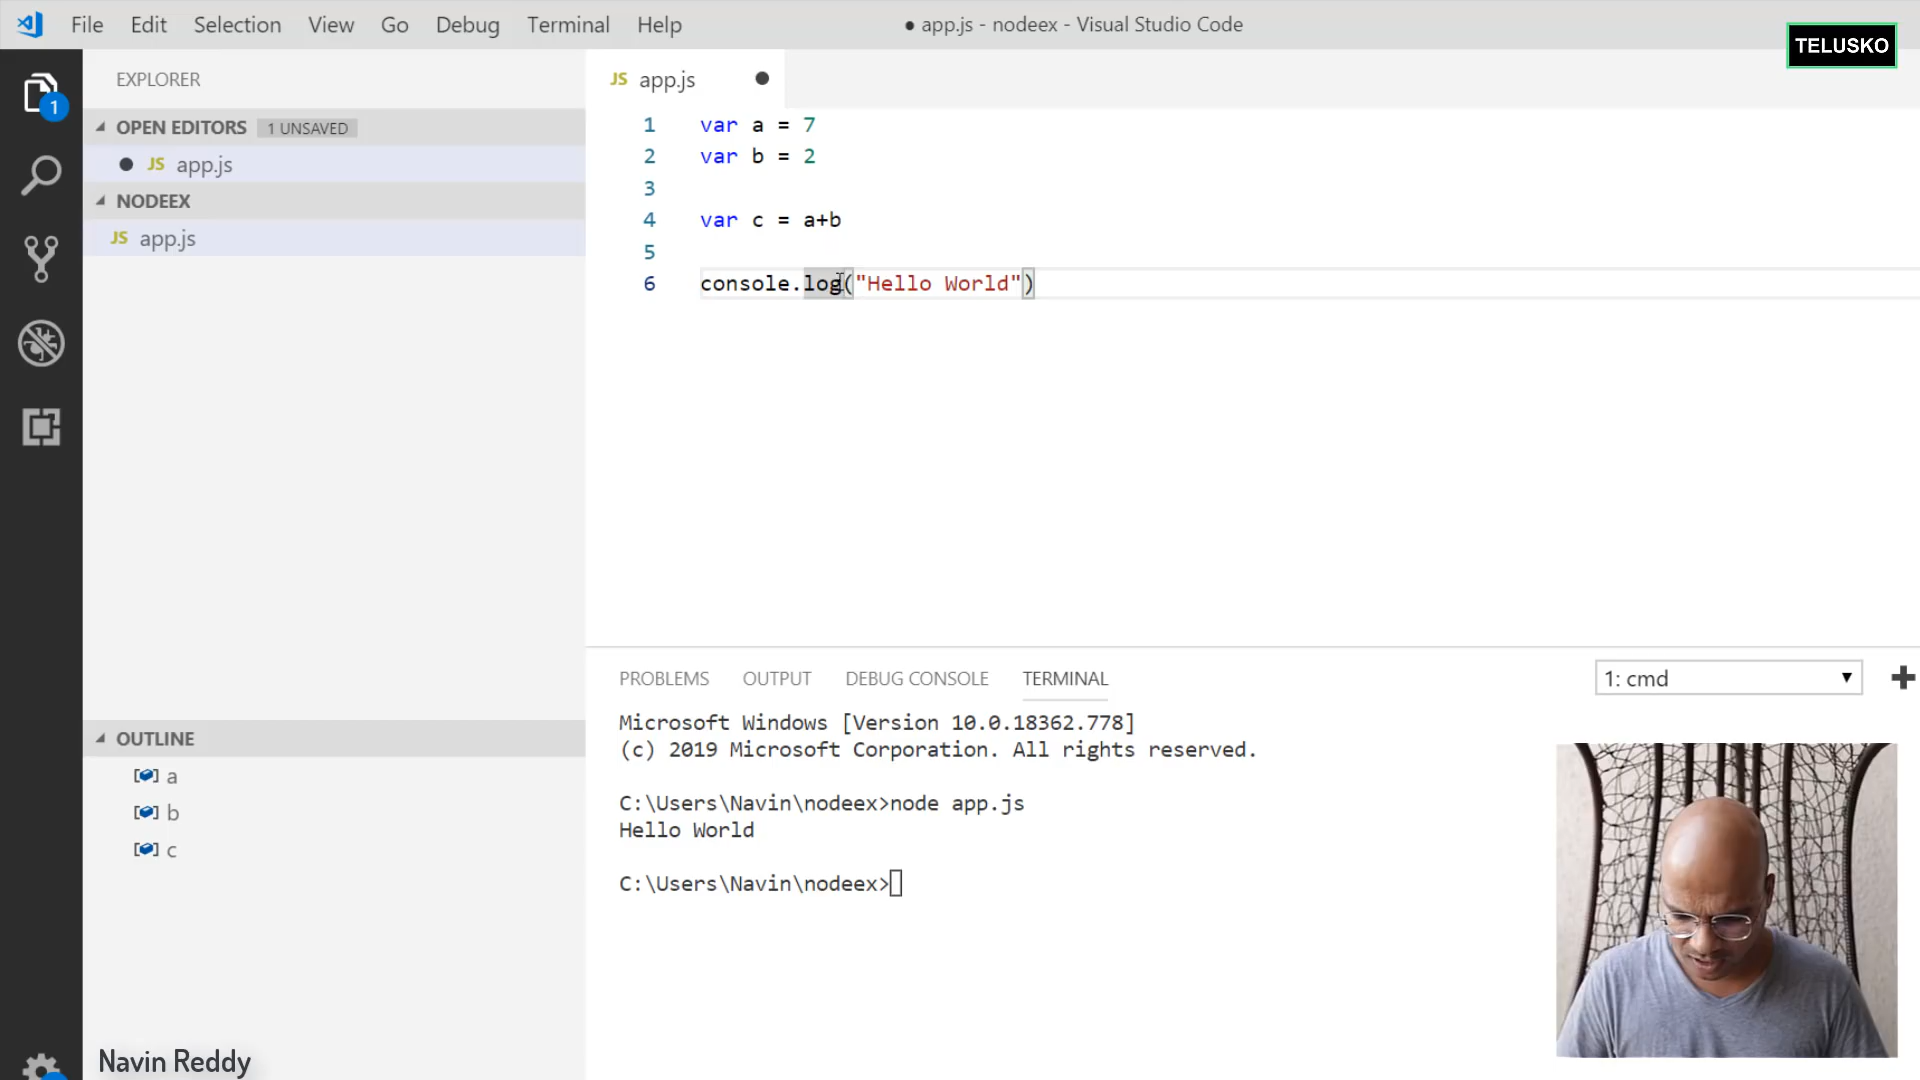 File Edit Selection View Go Debug Terminal Help
● app.js - nodeex - Visual Studio Code
TELUSKO
1
EXPLORER
OPEN EDITORS 1 UNSAVED
● JS app.js
NODEEX
JS app.js
OUTLINE
a
b
c
Navin Reddy
JS app.js ●
1 var a = 7
2 var b = 2
3
4 var c = a+b
5
6 console.log("Hello World")
PROBLEMS OUTPUT DEBUG CONSOLE TERMINAL
1: cmd
Microsoft Windows [Version 10.0.18362.778]
(c) 2019 Microsoft Corporation. All rights reserved.
C:\Users\Navin\nodeex>node app.js
Hello World
C:\Users\Navin\nodeex>